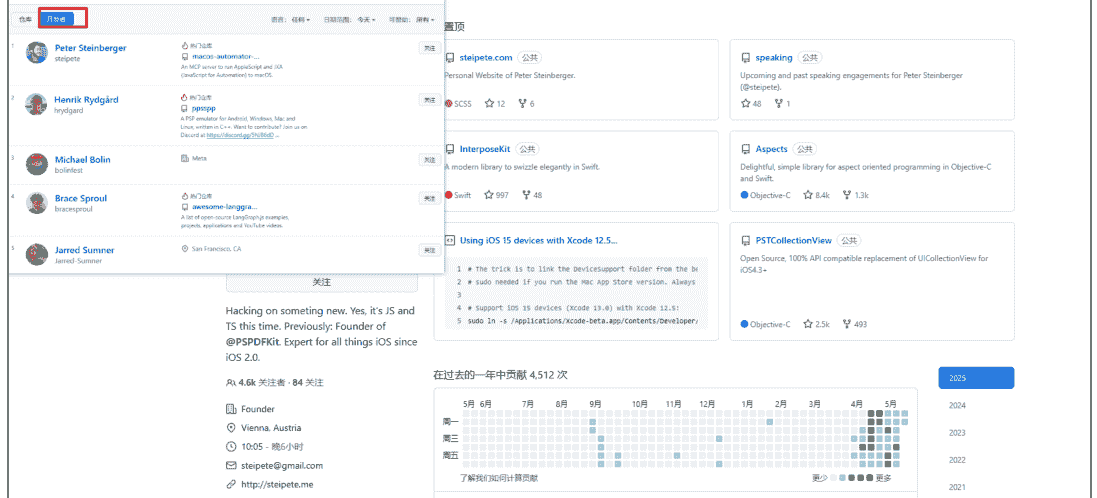 仓库 开发者 语言：任何 日期范围：今天 可赞助：所有
1 Peter Steinberger
steipete
热门仓库
macos-automator-...
An MCP server to run AppleScript and JXA
(JavaScript for Automation) to macOS.
关注
2 Henrik Rydgård
hrydgard
热门仓库
ppsspp
A PSP emulator for Android, Windows, Mac and
Linux, written in C++. Want to contribute? Join us on
Discord at
关注
3 Michael Bolin
bolinfest
Meta
关注
4 Brace Sproul
bracesproul
热门仓库
awesome-langgra...
A list of open-source LangGraph.js examples,
projects, applications and YouTube videos.
关注
5 Jarred Sumner
Jarred-Sumner
San Francisco, CA
关注
关注
Hacking on someting new. Yes, it's JS and
TS this time. Previously: Founder of
@PSPDFKit. Expert for all things iOS since
iOS 2.0.
4.6k 关注者 · 84 关注
Founder
Vienna, Austria
10:05 - 晚6小时
steipete@gmail.com
http://steipete.me
置顶
steipete.com 公共
Personal Website of Peter Steinberger.
SCSS 12 6
speaking 公共
Upcoming and past speaking engagements for Peter Steinberger
(@steipete).
48 1
InterposeKit 公共
A modern library to swizzle elegantly in Swift.
Swift 997 48
Aspects 公共
Delightful, simple library for aspect oriented programming in Objective-C
and Swift.
Objective-C 8.4k 1.3k
Using iOS 15 devices with Xcode 12.5...
1 # The trick is to link the DeviceSupport folder from the be
2 # sudo needed if you run the Mac App Store version. Always
3
4 # Support iOS 15 devices (Xcode 13.0) with Xcode 12.5:
5 sudo ln -s /Applications/Xcode-beta.app/Contents/Developer/
PSTCollectionView 公共
Open Source, 100% API compatible replacement of UICollectionView for
iOS4.3+
Objective-C 2.5k 493
在过去的一年中贡献 4,512 次
5月 6月 7月 8月 9月 10月 11月 12月 1月 2月 3月 4月 5月
周一
周三
周五
了解我们如何计算贡献 更少 更多
2025
2024
2023
2022
2021